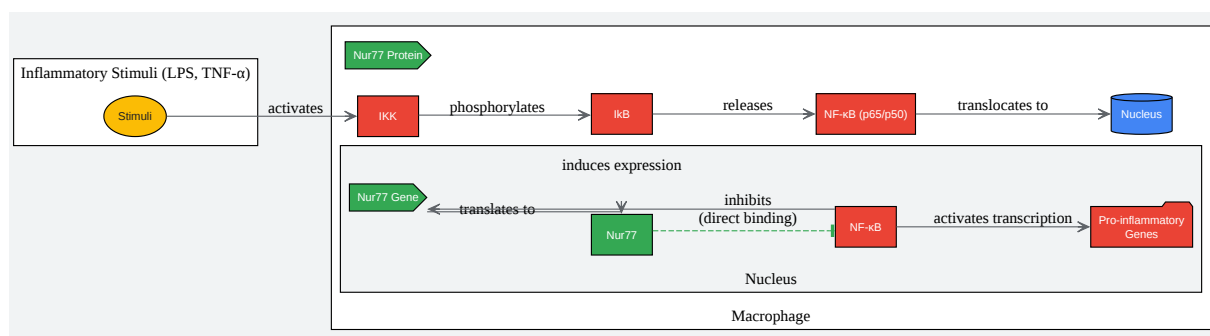 Nur77 Protein
Inflammatory Stimuli (LPS, TNF-α)
Stimuli
activates
IKK
phosphorylates
IkB
releases
NF-κB (p65/p50)
translocates to
Nucleus
induces expression
Nur77 Gene
translates to
Nur77
inhibits
(direct binding)
NF-κB
activates transcription
Pro-inflammatory
Genes
Nucleus
Macrophage